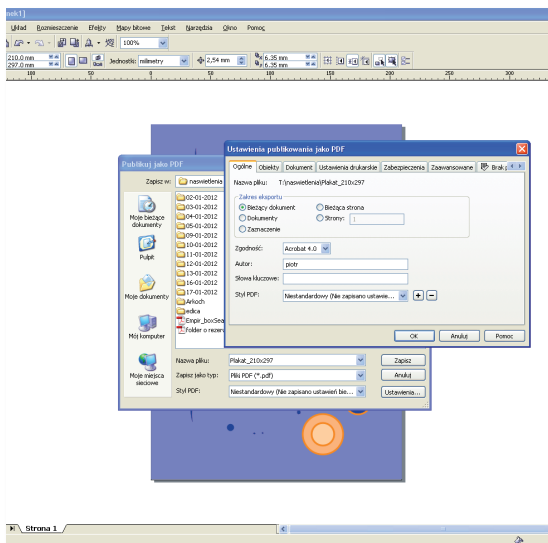 nek1]
Układ Rozmieszczenie Efekty Mapy bitowe Tekst Narzędzia Okno Pomoc
100%
210.0 mm
297.0 mm
Jednostki: milimetry
2,54 mm
6.35 mm
6.35 mm
100 50 0 50 100 150 200 250 300
Publikuj jako PDF
Zapisz w: naswietlenia
Moje bieżące dokumenty
Pulpit
Moje dokumenty
Mój komputer
Moje miejsca sieciowe
02-01-2012
03-01-2012
04-01-2012
05-01-2012
09-01-2012
10-01-2012
11-01-2012
12-01-2012
13-01-2012
16-01-2012
17-01-2012
Arkoch
edica
Empir_boxSea
folder o rezerw
Nazwa pliku: Plakat_210x297 Zapisz
Zapisz jako typ: Pliki PDF (*.pdf) Anuluj
Styl PDF: Niestandardowy (Nie zapisano ustawień bie... Ustawienia...
Ustawienia publikowania jako PDF
Ogólne Obiekty Dokument Ustawienia drukarskie Zabezpieczenia Zaawansowane Brak
Nazwa pliku: T:\naswietlenia\Plakat_210x297
Zakres eksportu
Bieżący dokument Bieżąca strona
Dokumenty Strony: 1
Zaznaczenie
Zgodność: Acrobat 4.0
Autor: piotr
Słowa kluczowe:
Styl PDF: Niestandardowy (Nie zapisano ustawie...
OK Anuluj Pomoc
Strona 1